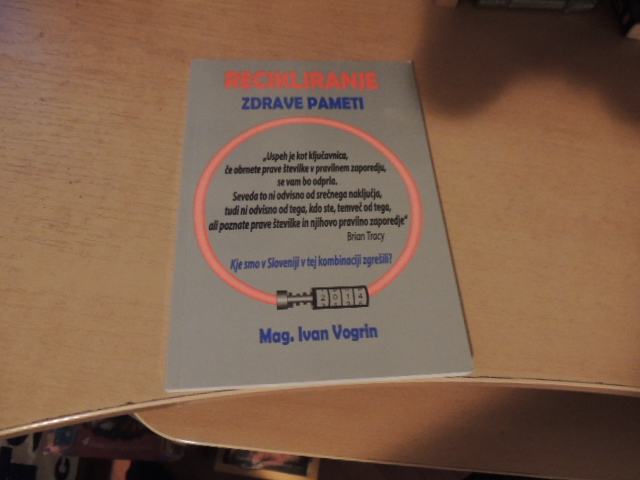 RECIKLIRANJE
ZDRAVE PAMETI
„Uspeh je kot ključavnica,
če obrnete prave številke v pravilnem zaporedju,
se vam bo odprla.
Seveda to ni odvisno od srečnega naključja,
tudi ni odvisno od tega, kdo ste, temveč od tega,
ali poznate prave številke in njihovo pravilno zaporedje“
Brian Tracy
Kje smo v Sloveniji v tej kombinaciji zgrešili?
2014
Mag. Ivan Vogrin